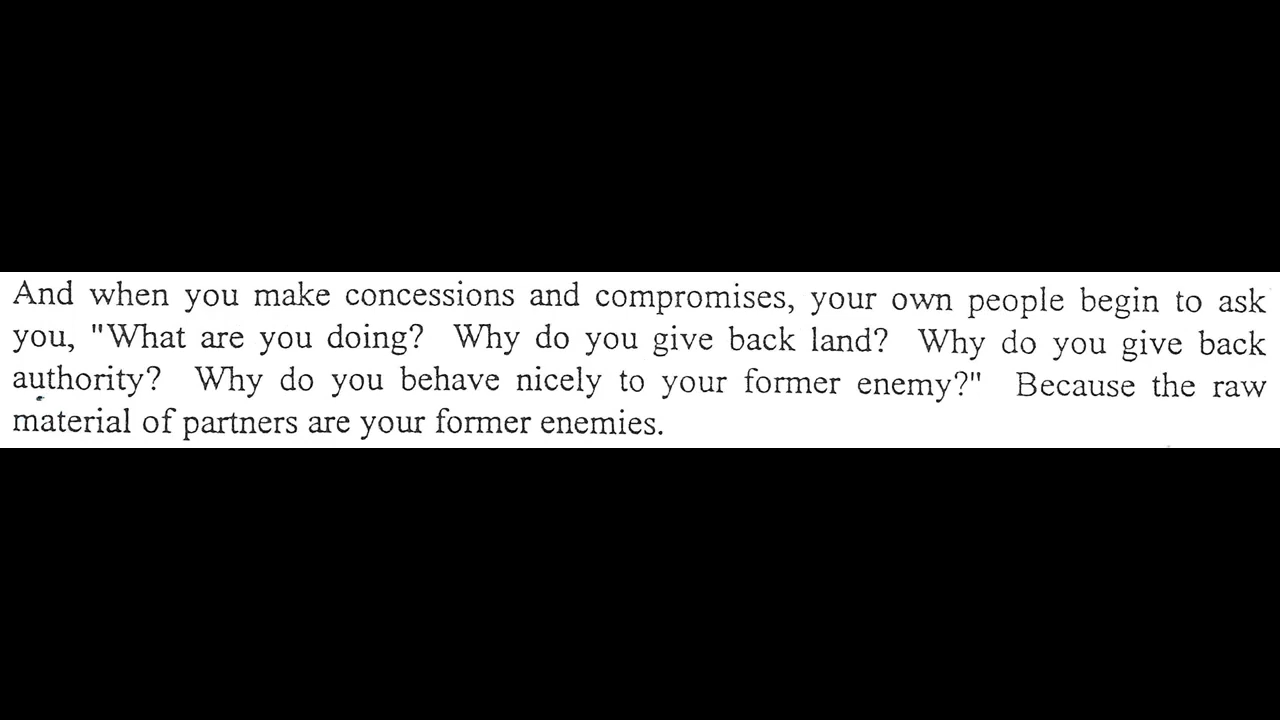 And when you make concessions and compromises, your own people begin to ask
you, "What are you doing? Why do you give back land? Why do you give back
authority? Why do you behave nicely to your former enemy?" Because the raw
material of partners are your former enemies.